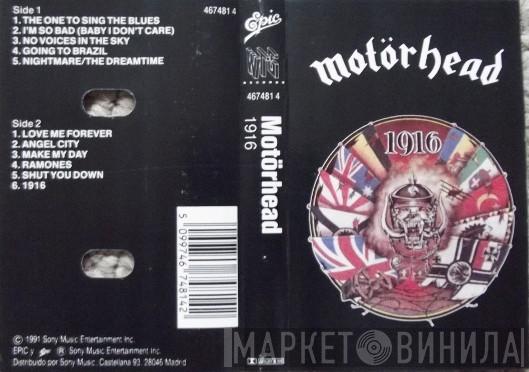 Side 1
1. THE ONE TO SING THE BLUES
2. I'M SO BAD (BABY I DON'T CARE)
3. NO VOICES IN THE SKY
4. GOING TO BRAZIL
5. NIGHTMARE/THE DREAMTIME
Side 2
1. LOVE ME FOREVER
2. ANGEL CITY
3. MAKE MY DAY
4. RAMONES
5. SHUT YOU DOWN
6. 1916
© 1991 Sony Music Entertainment Inc.
EPIC y ℗ Sony Music Entertainment, Inc.
Distribuido por Sony Music. Castellana 93. 28046 Madrid
467481 4
5 099746 748142
Epic
467481 4
Motörhead
1916
motörhead
1916
МАРКЕТ ВИНИЛА!